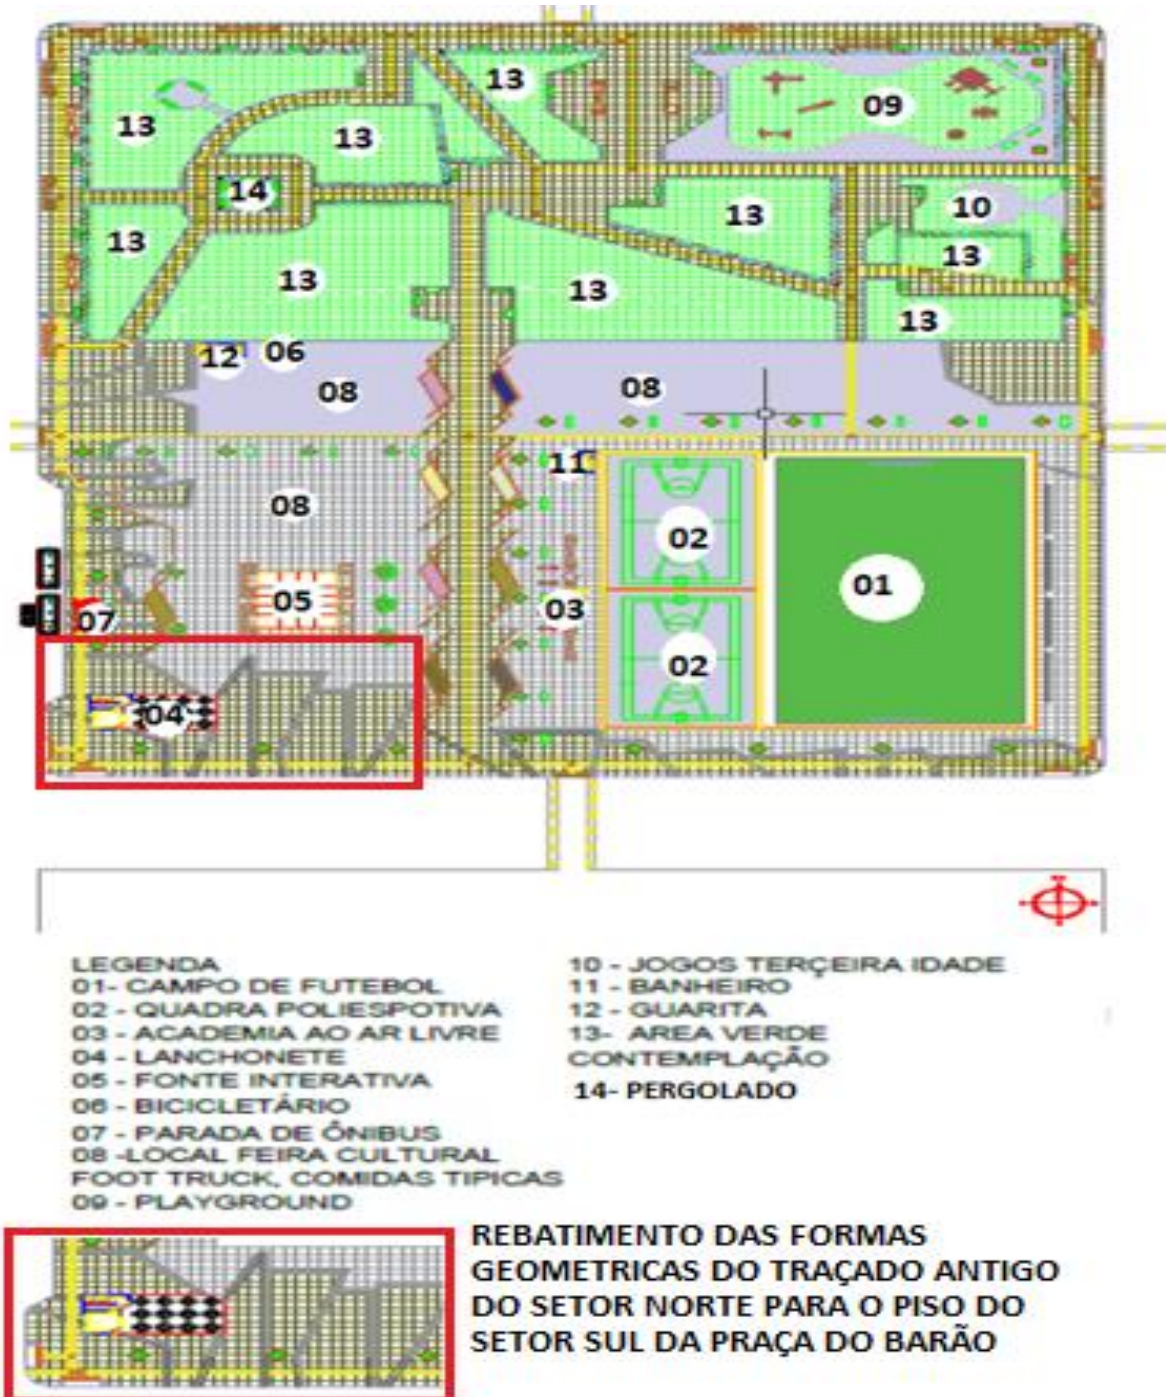 13
13
13
09
14
10
13
13
13
13
13
13
12
06
08
08
11
08
02
01
05
03
07
02
04
LEGENDA
01- CAMPO DE FUTEBOL
02 - QUADRA POLIESPOTIVA
03 - ACADEMIA AO AR LIVRE
04 - LANCHONETE
05 - FONTE INTERATIVA
06 - BICICLETÁRIO
07 - PARADA DE ÔNIBUS
08 -LOCAL FEIRA CULTURAL
FOOT TRUCK, COMIDAS TIPICAS
09 - PLAYGROUND
10 - JOGOS TERÇEIRA IDADE
11 - BANHEIRO
12 - GUARITA
13- AREA VERDE
CONTEMPLAÇÃO
14- PERGOLADO
REBATIMENTO DAS FORMAS
GEOMETRICAS DO TRAÇADO ANTIGO
DO SETOR NORTE PARA O PISO DO
SETOR SUL DA PRAÇA DO BARÃO